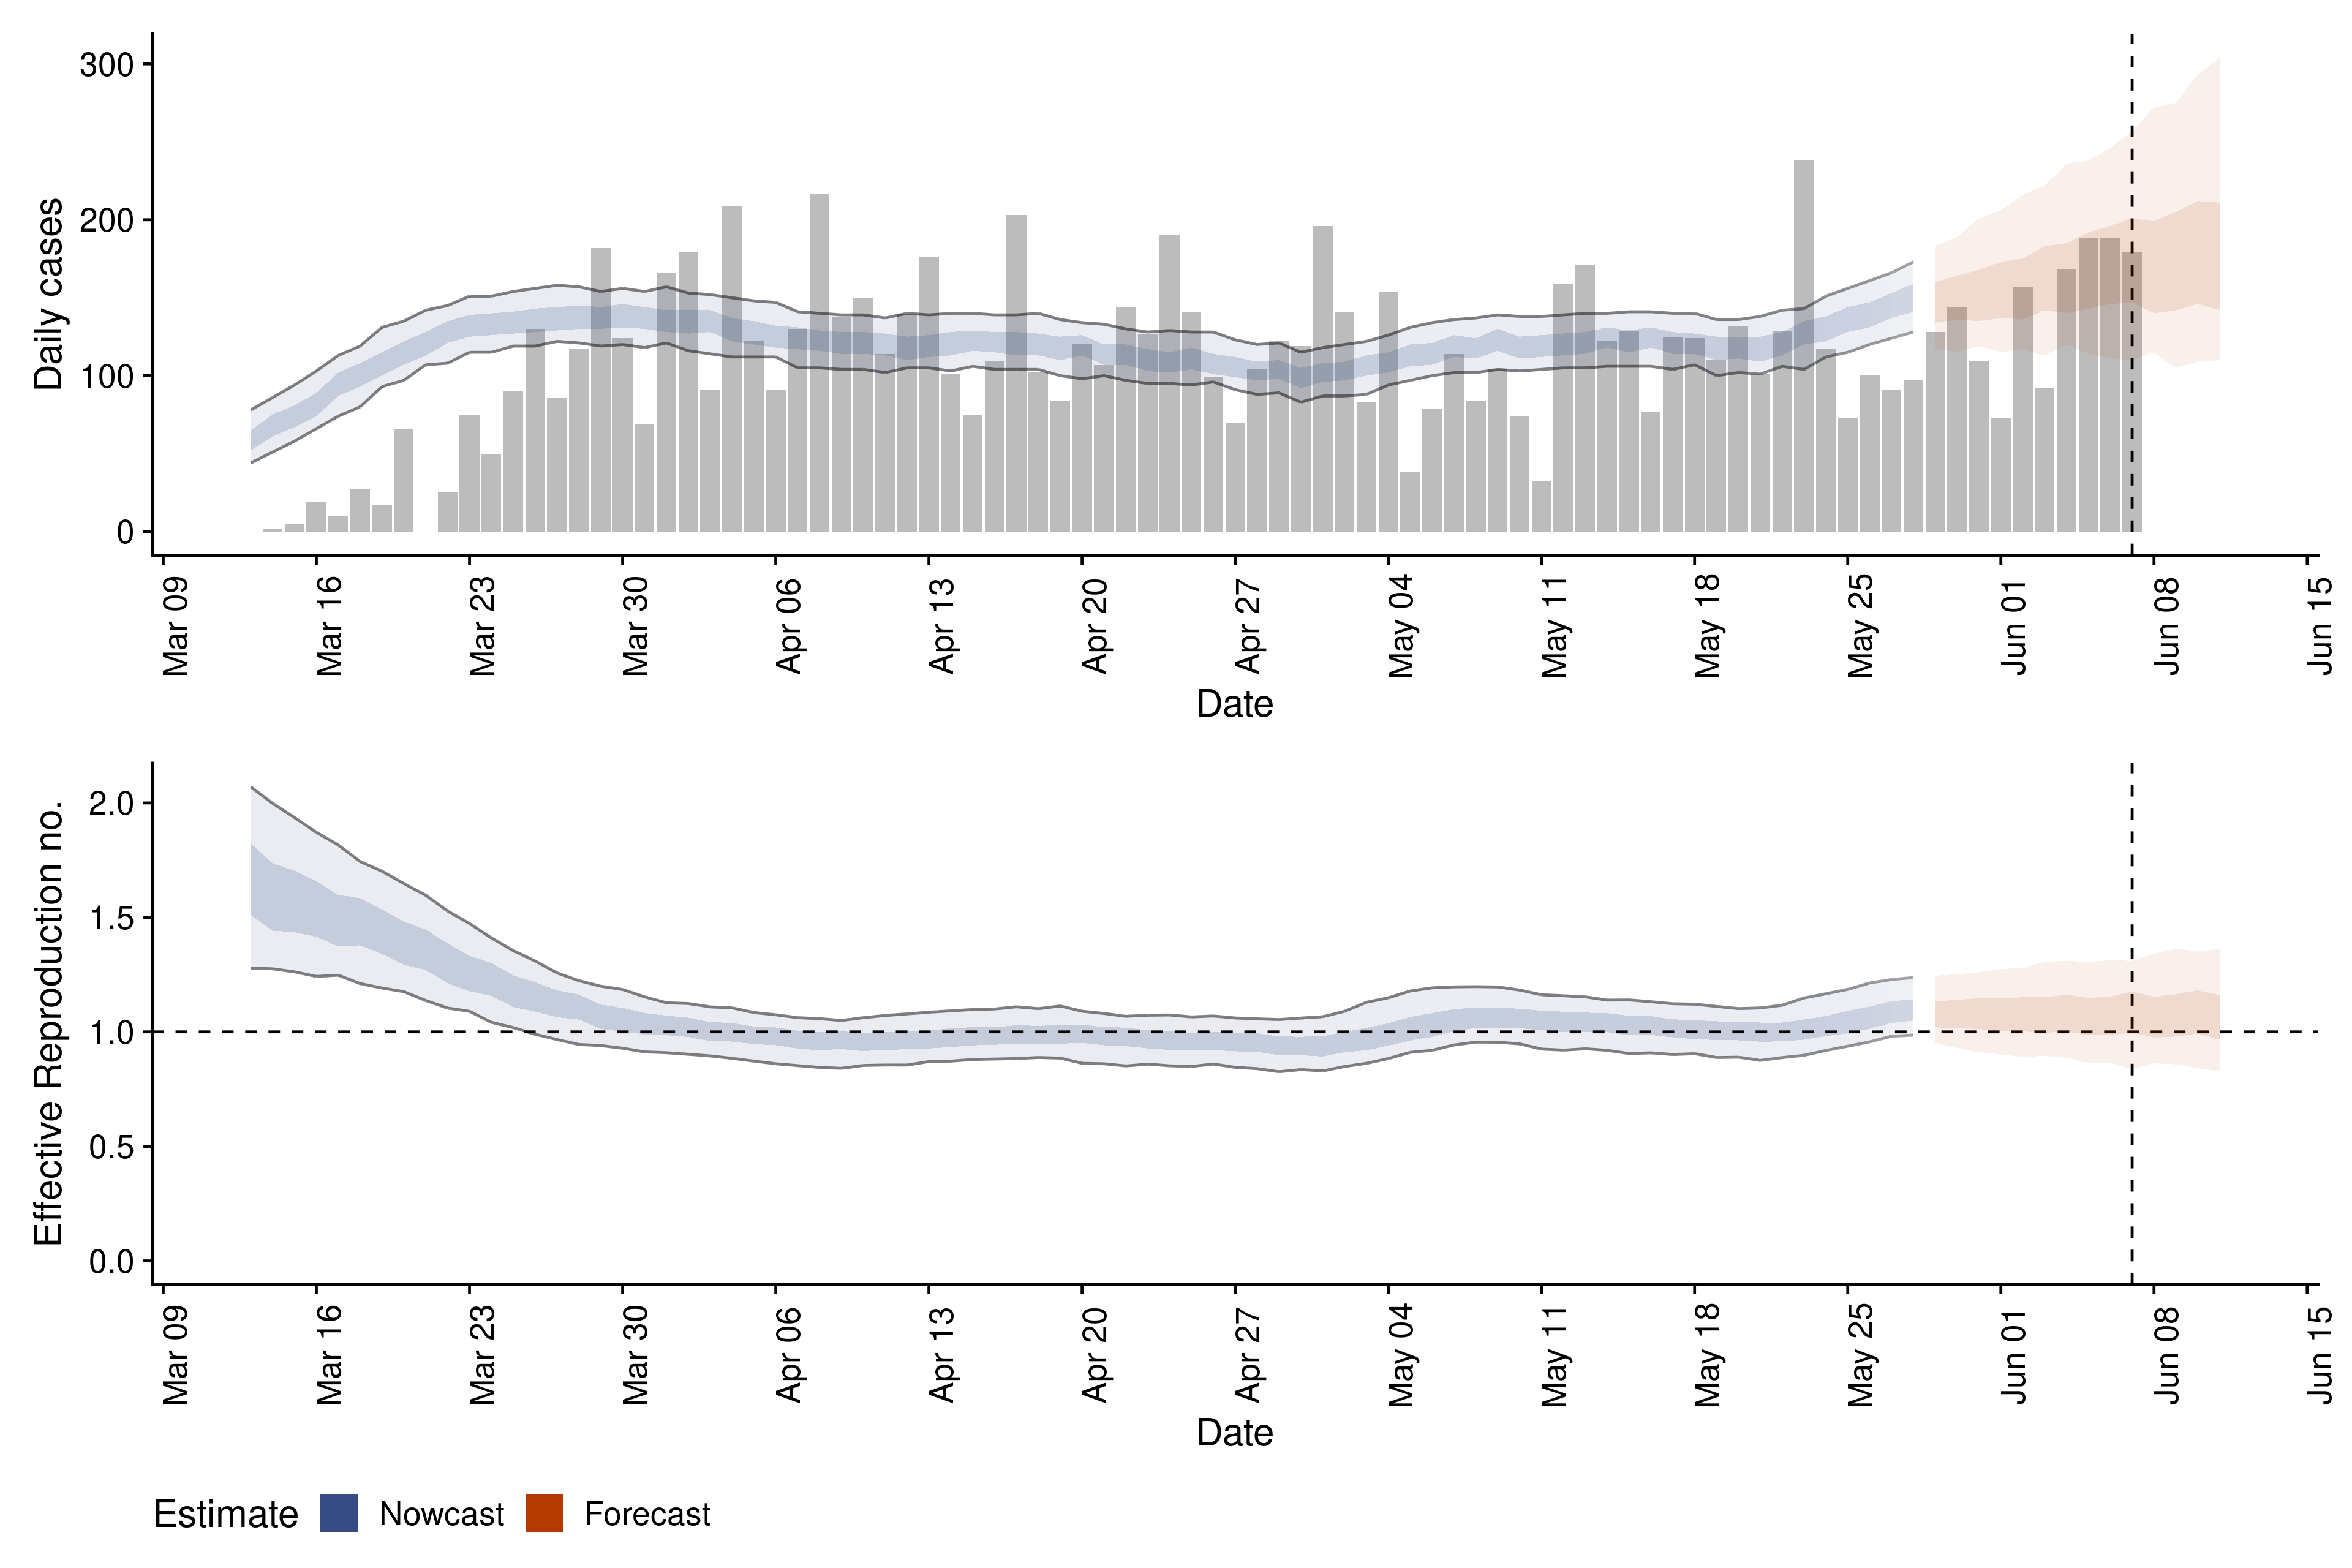 300
200
100
0
Daily cases
Mar 09 Mar 16 Mar 23 Mar 30 Apr 06 Apr 13 Apr 20 Apr 27 May 04 May 11 May 18 May 25 Jun 01 Jun 08 Jun 15
Date
2.0
1.5
1.0
0.5
0.0
Effective Reproduction no.
Mar 09 Mar 16 Mar 23 Mar 30 Apr 06 Apr 13 Apr 20 Apr 27 May 04 May 11 May 18 May 25 Jun 01 Jun 08 Jun 15
Date
Estimate Nowcast Forecast